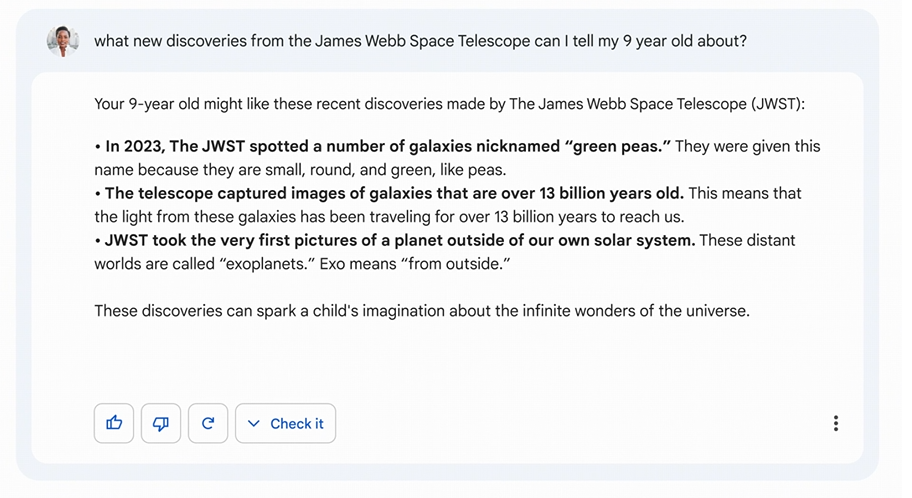 what new discoveries from the James Webb Space Telescope can I tell my 9 year old about?
Your 9-year old might like these recent discoveries made by The James Webb Space Telescope (JWST):
• In 2023, The JWST spotted a number of galaxies nicknamed “green peas.” They were given this
name because they are small, round, and green, like peas.
• The telescope captured images of galaxies that are over 13 billion years old. This means that
the light from these galaxies has been traveling for over 13 billion years to reach us.
• JWST took the very first pictures of a planet outside of our own solar system. These distant
worlds are called “exoplanets.” Exo means “from outside.”
These discoveries can spark a child's imagination about the infinite wonders of the universe.
Check it